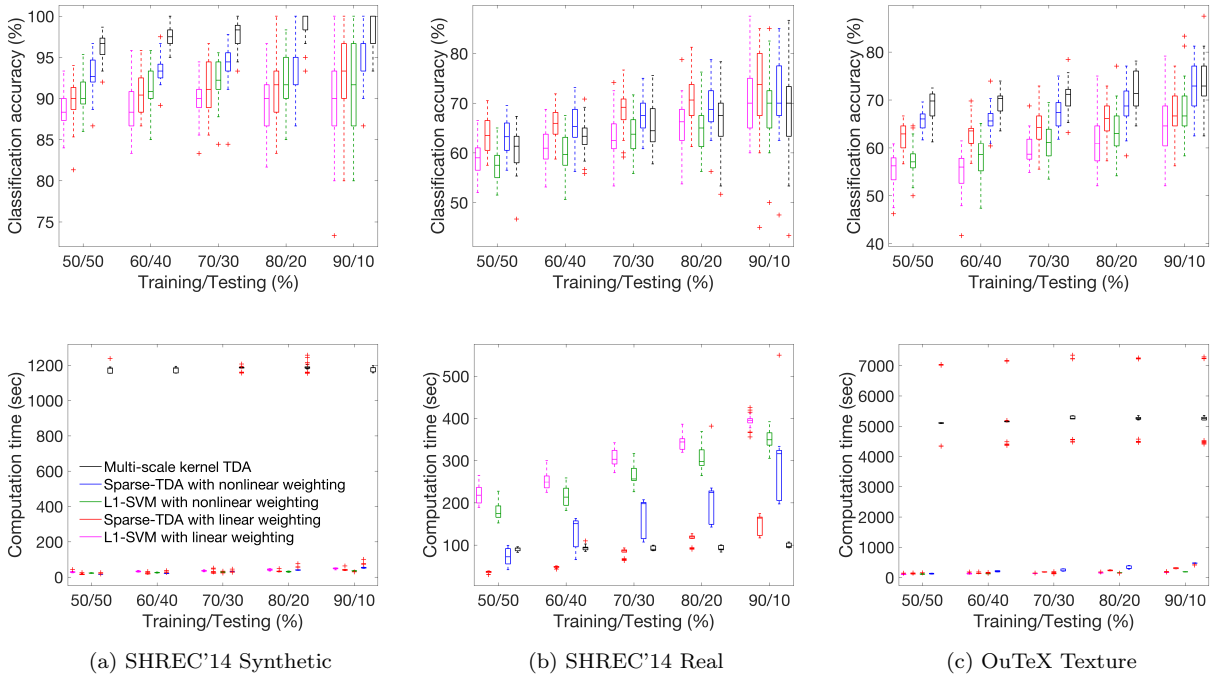 Classification accuracy (%)
100
95
90
85
80
75
50/50 60/40 70/30 80/20 90/10
Training/Testing (%)
Classification accuracy (%)
80
70
60
50
50/50 60/40 70/30 80/20 90/10
Training/Testing (%)
Classification accuracy (%)
80
70
60
50
40
50/50 60/40 70/30 80/20 90/10
Training/Testing (%)
Computation time (sec)
1200
1000
800
600
400
200
0
Multi-scale kernel TDA
Sparse-TDA with nonlinear weighting
L1-SVM with nonlinear weighting
Sparse-TDA with linear weighting
L1-SVM with linear weighting
50/50 60/40 70/30 80/20 90/10
Training/Testing (%)
Computation time (sec)
500
400
300
200
100
50/50 60/40 70/30 80/20 90/10
Training/Testing (%)
Computation time (sec)
7000
6000
5000
4000
3000
2000
1000
0
50/50 60/40 70/30 80/20 90/10
Training/Testing (%)
(a) SHREC'14 Synthetic
(b) SHREC'14 Real
(c) OuTeX Texture